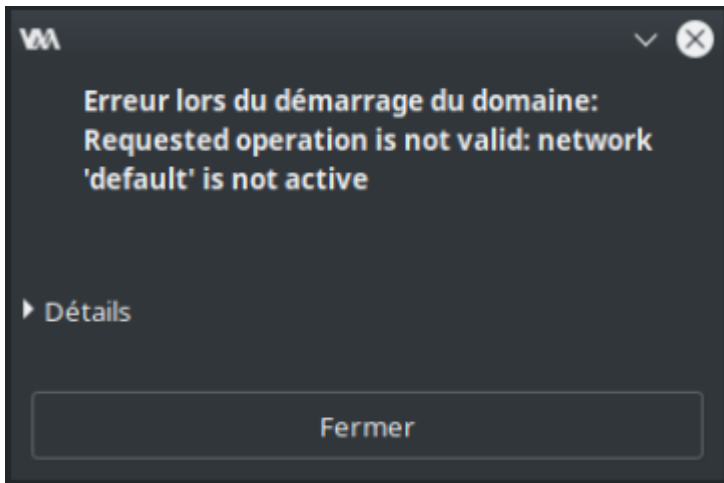 Erreur lors du démarrage du domaine:
Requested operation is not valid: network
'default' is not active
Détails
Fermer